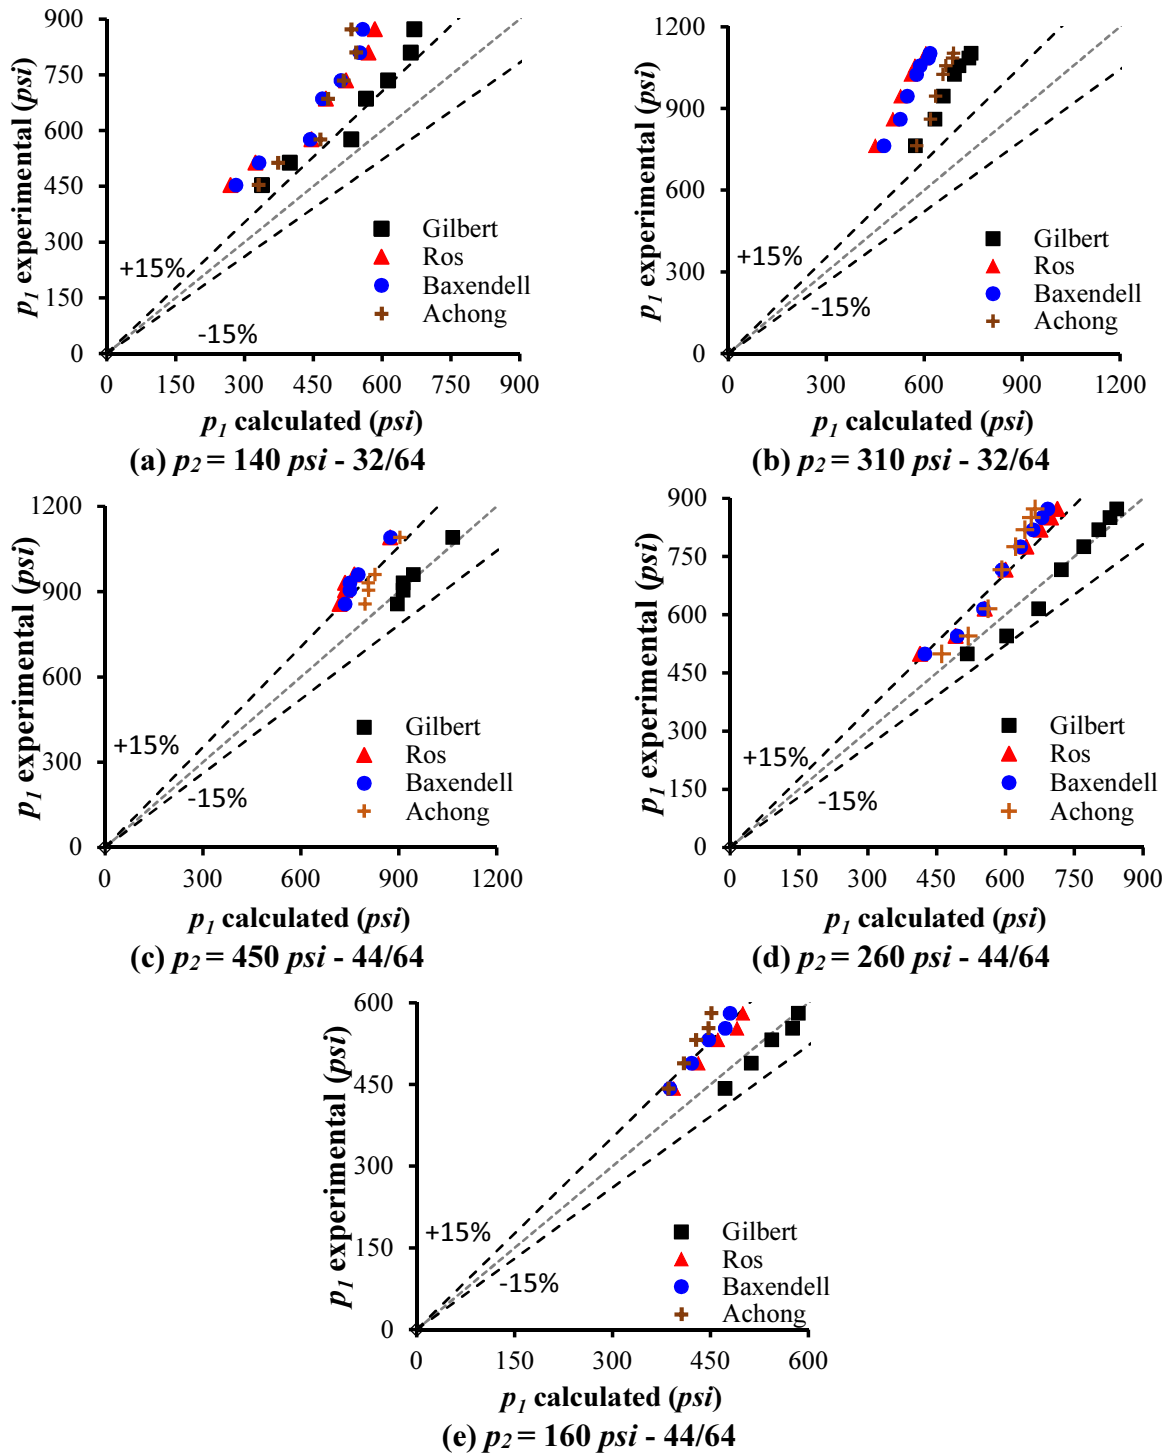 p1 experimental (psi)
900
750
600
450
300
150
0
+15%
-15%
Gilbert
Ros
Baxendell
Achong
0 150 300 450 600 750 900
p1 calculated (psi)
(a) p2 = 140 psi - 32/64
p1 experimental (psi)
1200
900
600
300
0
+15%
-15%
Gilbert
Ros
Baxendell
Achong
0 300 600 900 1200
p1 calculated (psi)
(b) p2 = 310 psi - 32/64
p1 experimental (psi)
1200
900
600
300
0
+15%
-15%
Gilbert
Ros
Baxendell
Achong
0 300 600 900 1200
p1 calculated (psi)
(c) p2 = 450 psi - 44/64
p1 experimental (psi)
900
750
600
450
300
150
0
+15%
-15%
Gilbert
Ros
Baxendell
Achong
0 150 300 450 600 750 900
p1 calculated (psi)
(d) p2 = 260 psi - 44/64
p1 experimental (psi)
600
450
300
150
0
+15%
-15%
Gilbert
Ros
Baxendell
Achong
0 150 300 450 600
p1 calculated (psi)
(e) p2 = 160 psi - 44/64